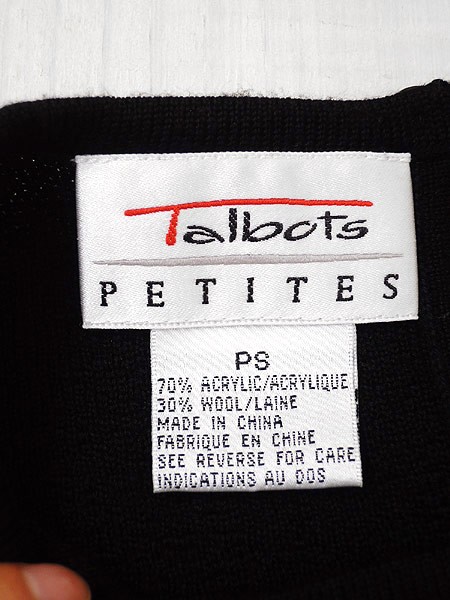 Talbots
PETITES
PS
70% ACRYLIC/ACRYLIQUE
30% WOOL/LAINE
MADE IN CHINA
FABRIQUE EN CHINE
SEE REVERSE FOR CARE
INDICATIONS AU DOS